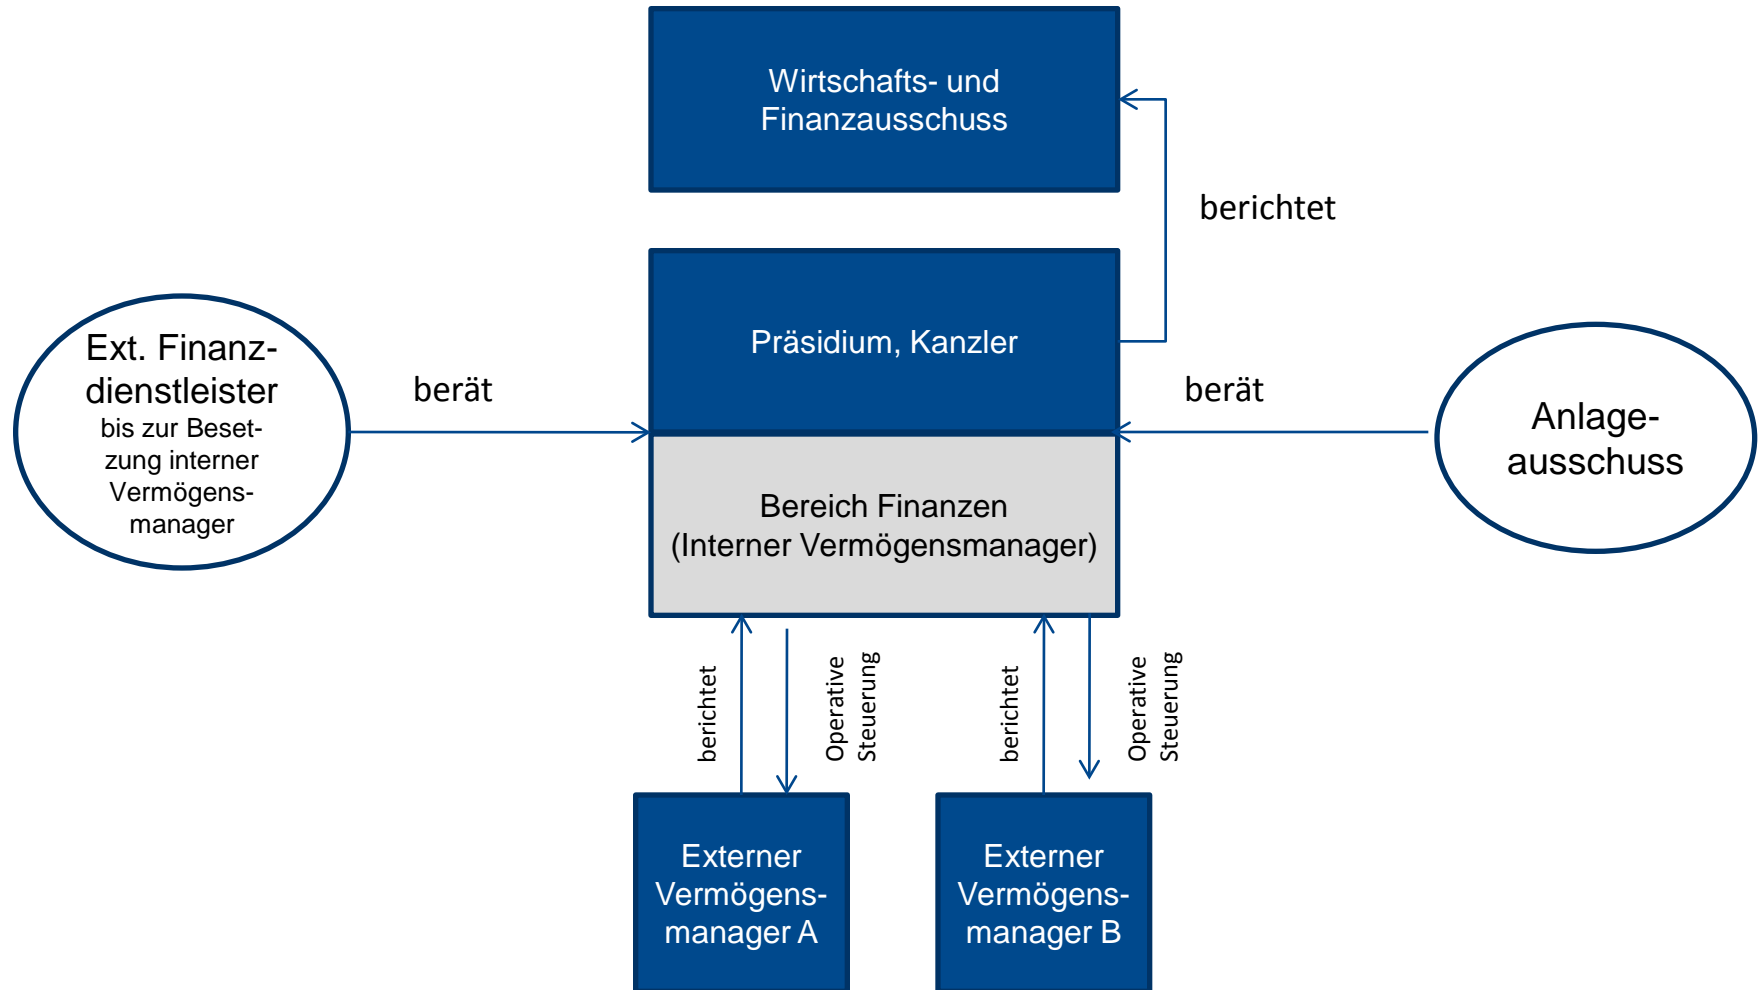 Wirtschafts- und
Finanzausschuss
berichtet
Präsidium, Kanzler
Ext. Finanz-
dienstleister
bis zur Beset-
zung interner
Vermögens-
manager
berät
berät
Anlage-
ausschuss
Bereich Finanzen
(Interner Vermögensmanager)
berichtet
Operative
Steuerung
berichtet
Operative
Steuerung
Externer
Vermögens-
manager A
Externer
Vermögens-
manager B